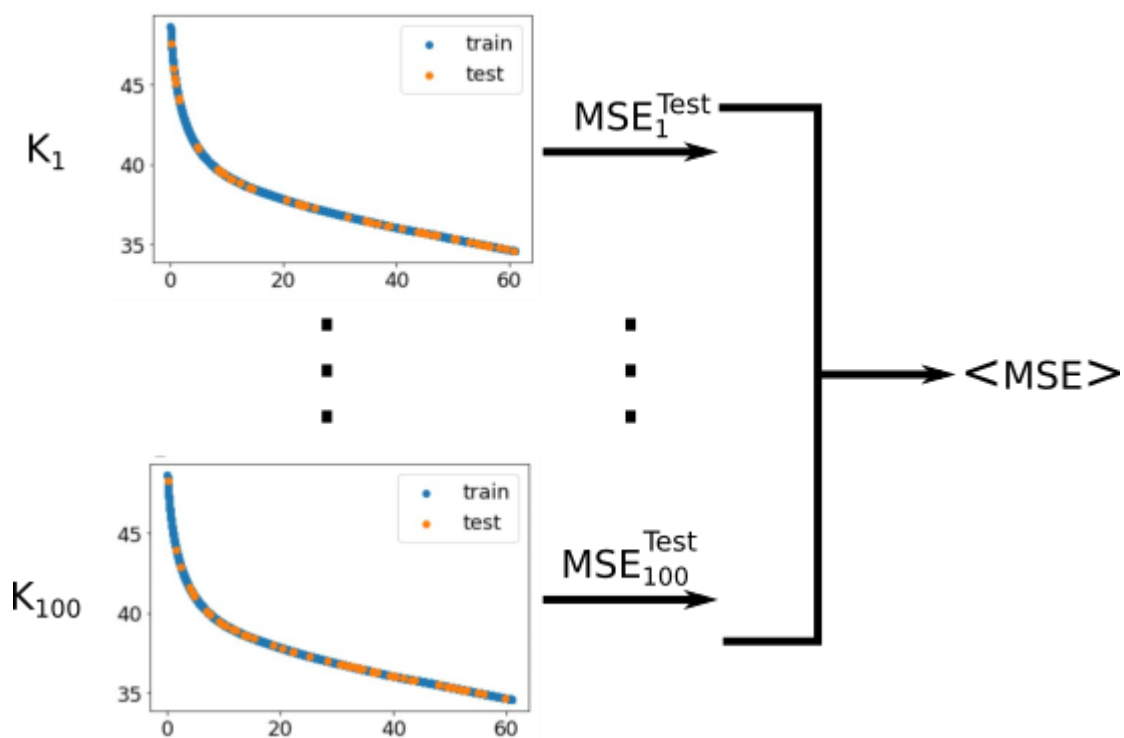 train
test
45
40
35
0 20 40 60
K₁
MSE₁ᵀᵉˢᵗ
<MSE>
train
test
45
40
35
0 20 40 60
K₁₀₀
MSE₁₀₀ᵀᵉˢᵗ